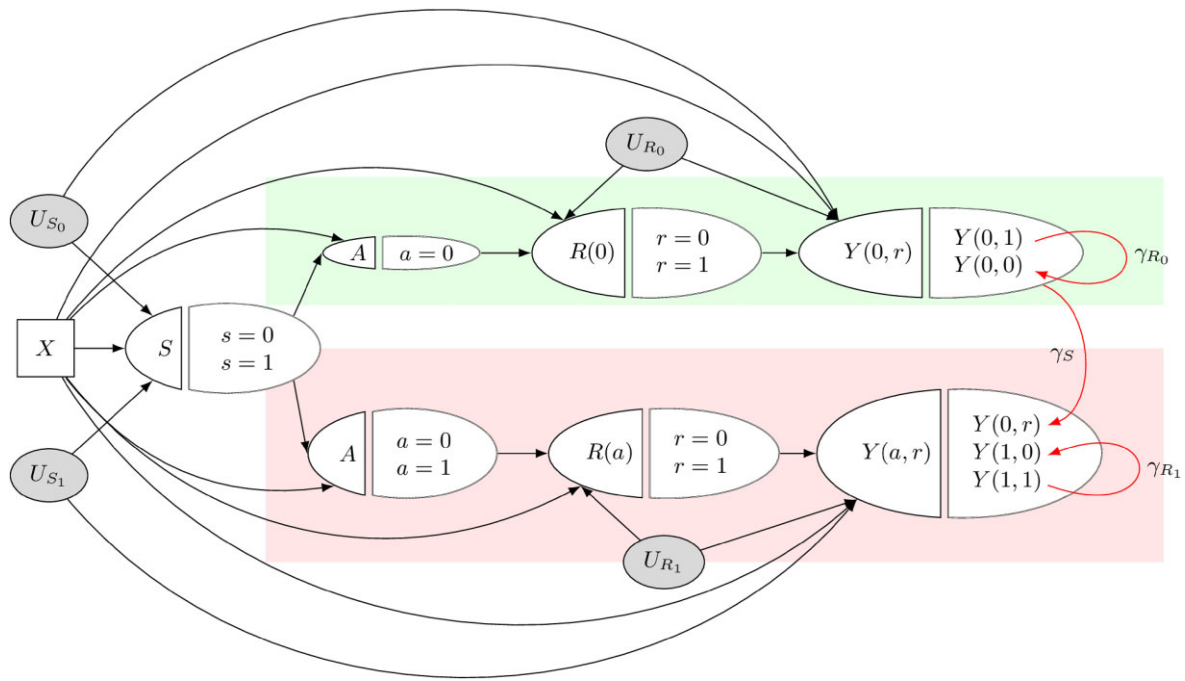 U_{R_0}
U_{S_0}
A
a = 0
R(0)
r = 0
r = 1
Y(0, r)
Y(0, 1)
Y(0, 0)
γ_{R_0}
X
S
s = 0
s = 1
γ_S
A
a = 0
a = 1
R(a)
r = 0
r = 1
Y(a, r)
Y(0, r)
Y(1, 0)
Y(1, 1)
γ_{R_1}
U_{S_1}
U_{R_1}